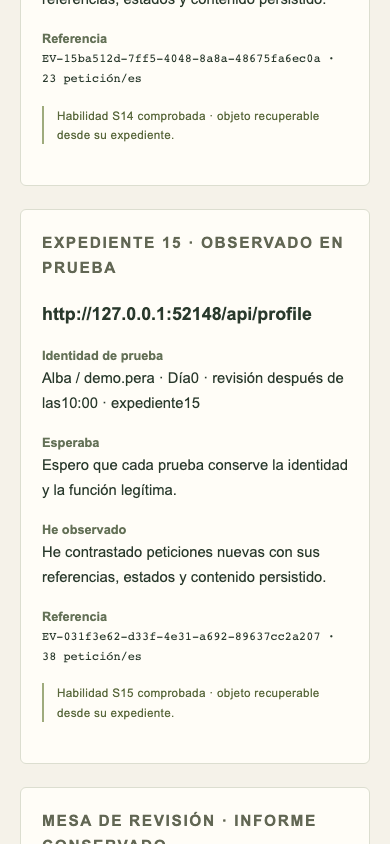 referencias, estados y contenido persistido.
Referencia
EV-15ba512d-7ff5-4048-8a8a-48675fa6ec0a ·
23 petición/es
Habilidad S14 comprobada · objeto recuperable
desde su expediente.
EXPEDIENTE 15 · OBSERVADO EN
PRUEBA
http://127.0.0.1:52148/api/profile
Identidad de prueba
Alba / demo.pera · Día0 · revisión después de
las10:00 · expediente15
Esperaba
Espero que cada prueba conserve la identidad
y la función legítima.
He observado
He contrastado peticiones nuevas con sus
referencias, estados y contenido persistido.
Referencia
EV-031f3e62-d33f-4e31-a692-89637cc2a207 ·
38 petición/es
Habilidad S15 comprobada · objeto recuperable
desde su expediente.
MESA DE REVISIÓN · INFORME
CONSERVADO